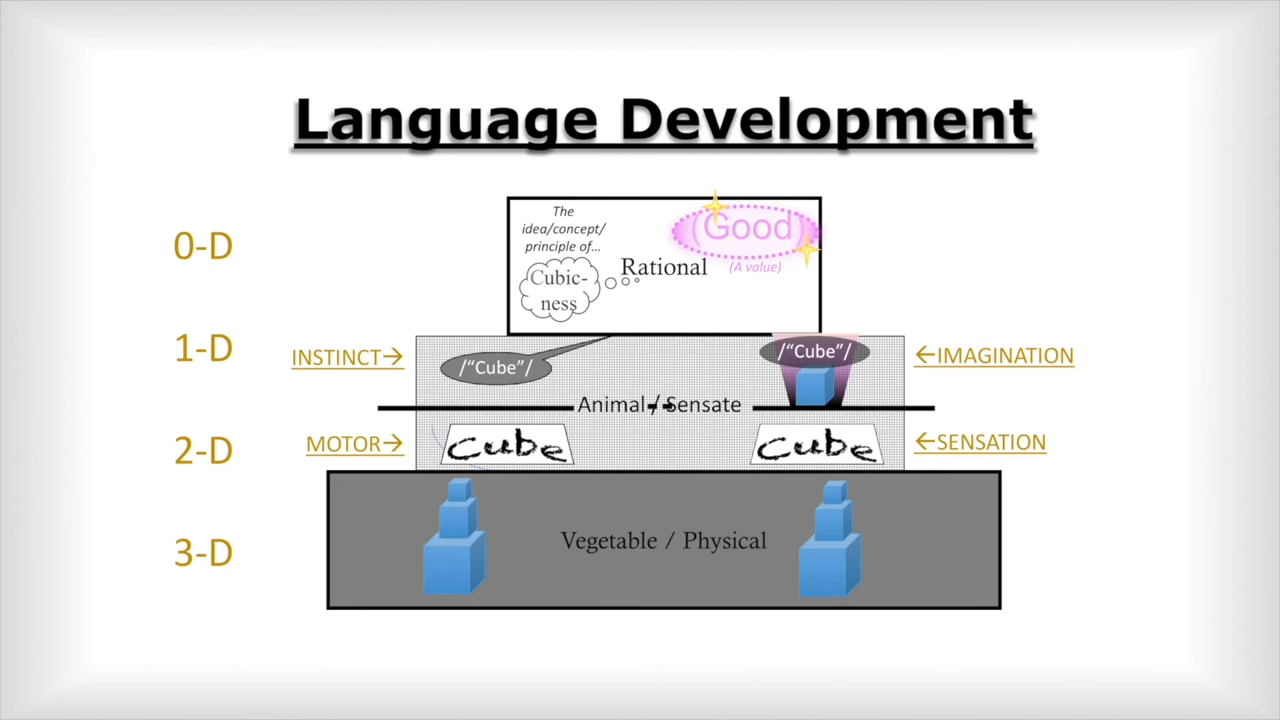 Language Development
0-D
The
idea/concept/
principle of...
Cubic-
ness
Rational
(Good)
(A value)
1-D
INSTINCT→
/“Cube”/
/“Cube”/
←IMAGINATION
Animal / Sensate
2-D
MOTOR→
Cube
Cube
←SENSATION
3-D
Vegetable / Physical